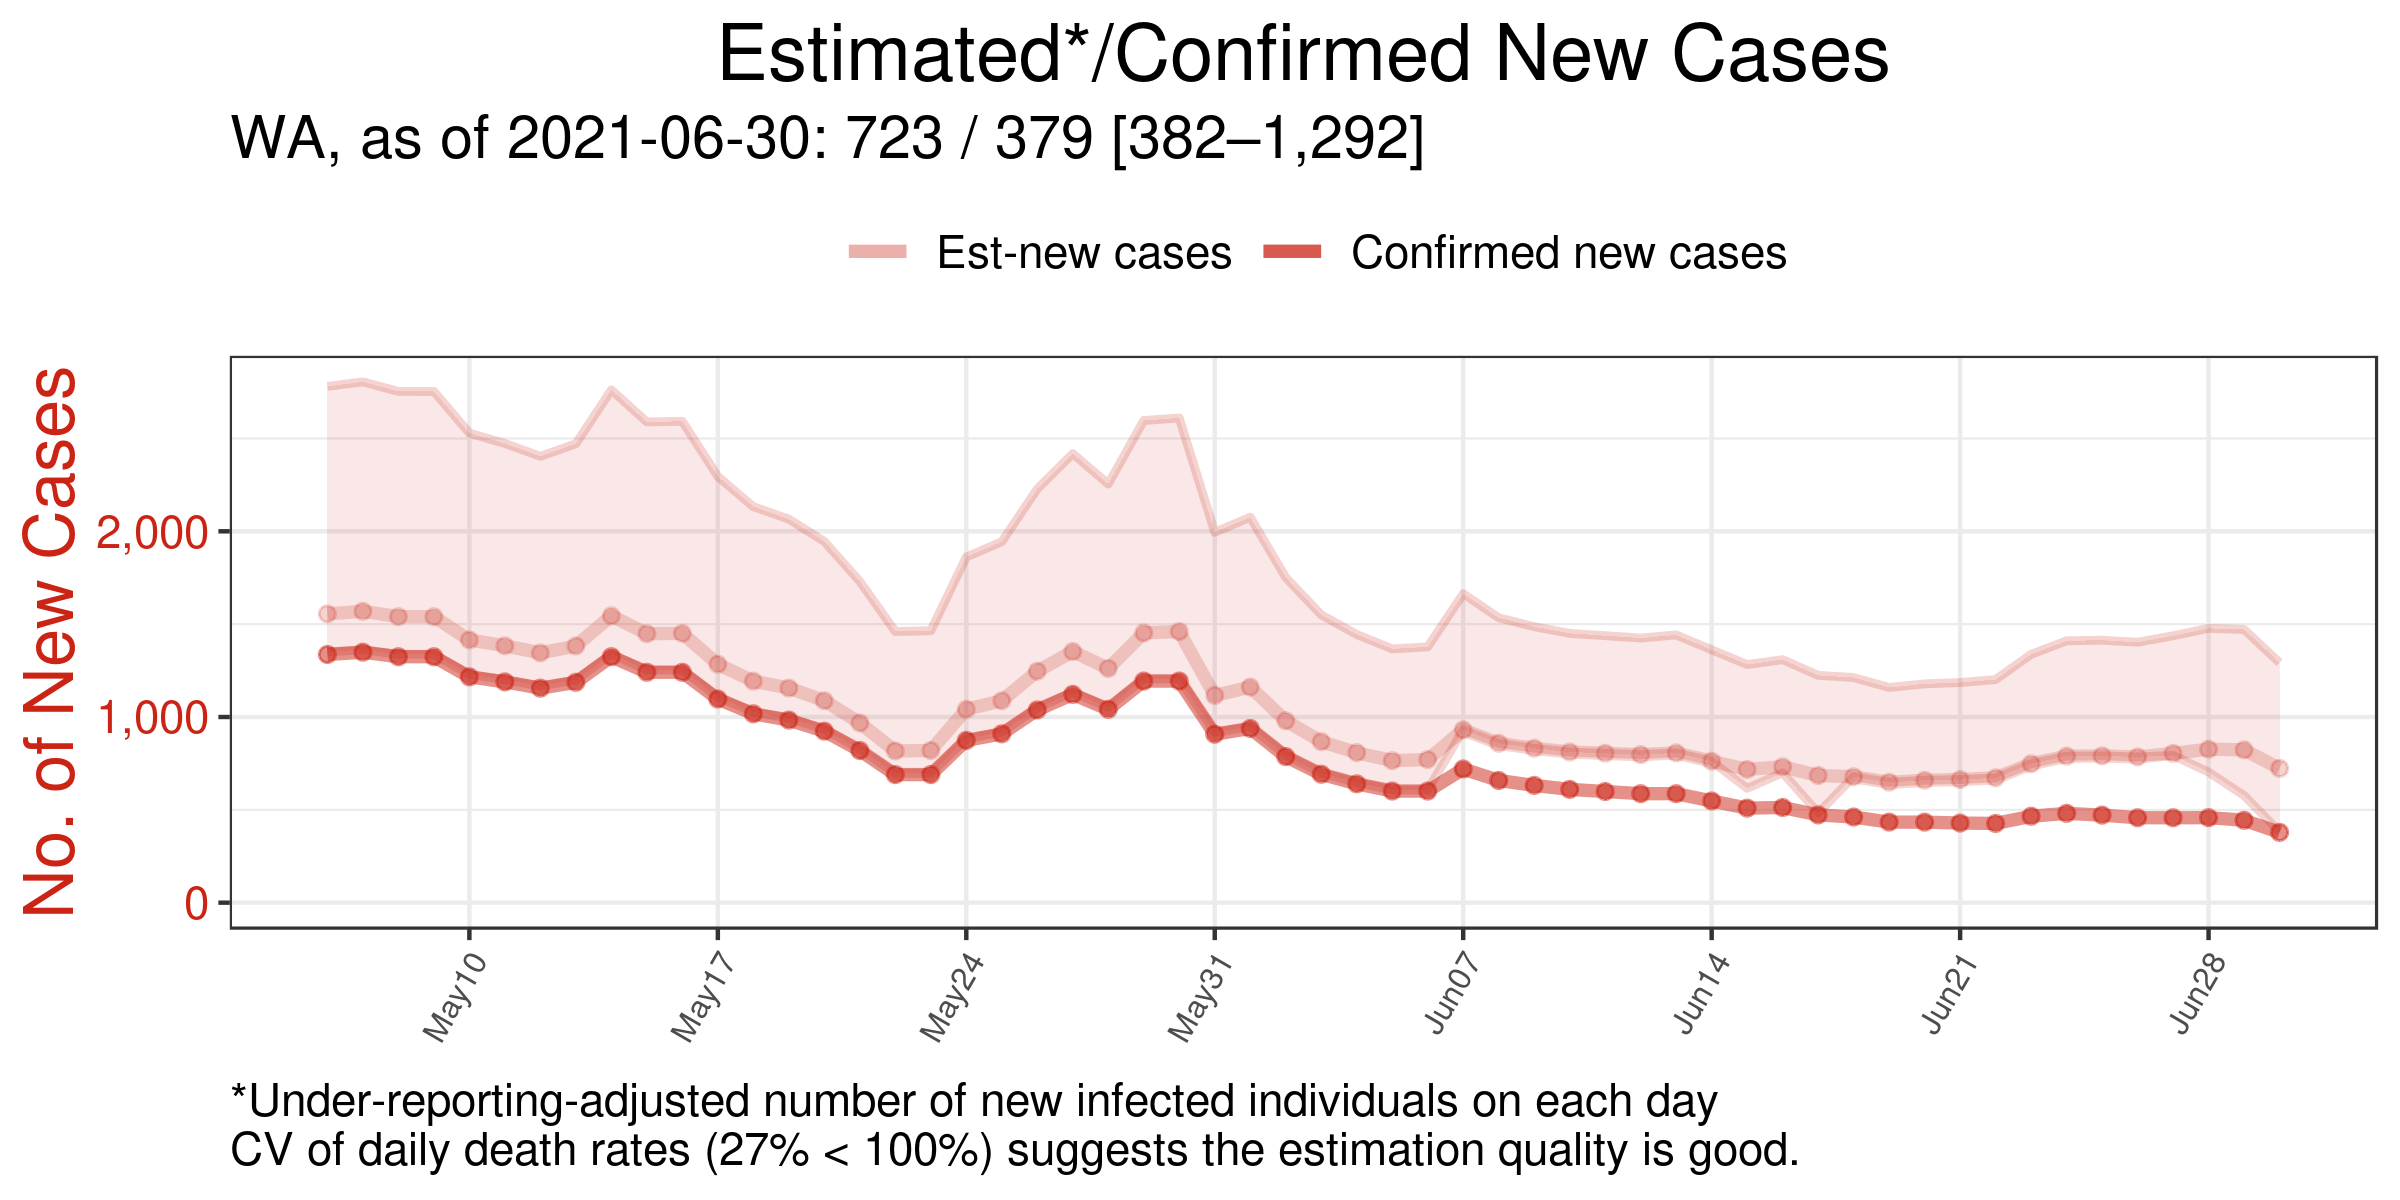 Estimated*/Confirmed New Cases
WA, as of 2021-06-30: 723 / 379 [382–1,292]
Est-new cases Confirmed new cases
No. of New Cases
2,000
1,000
0
May10 May17 May24 May31 Jun07 Jun14 Jun21 Jun28
*Under-reporting-adjusted number of new infected individuals on each day
CV of daily death rates (27% < 100%) suggests the estimation quality is good.